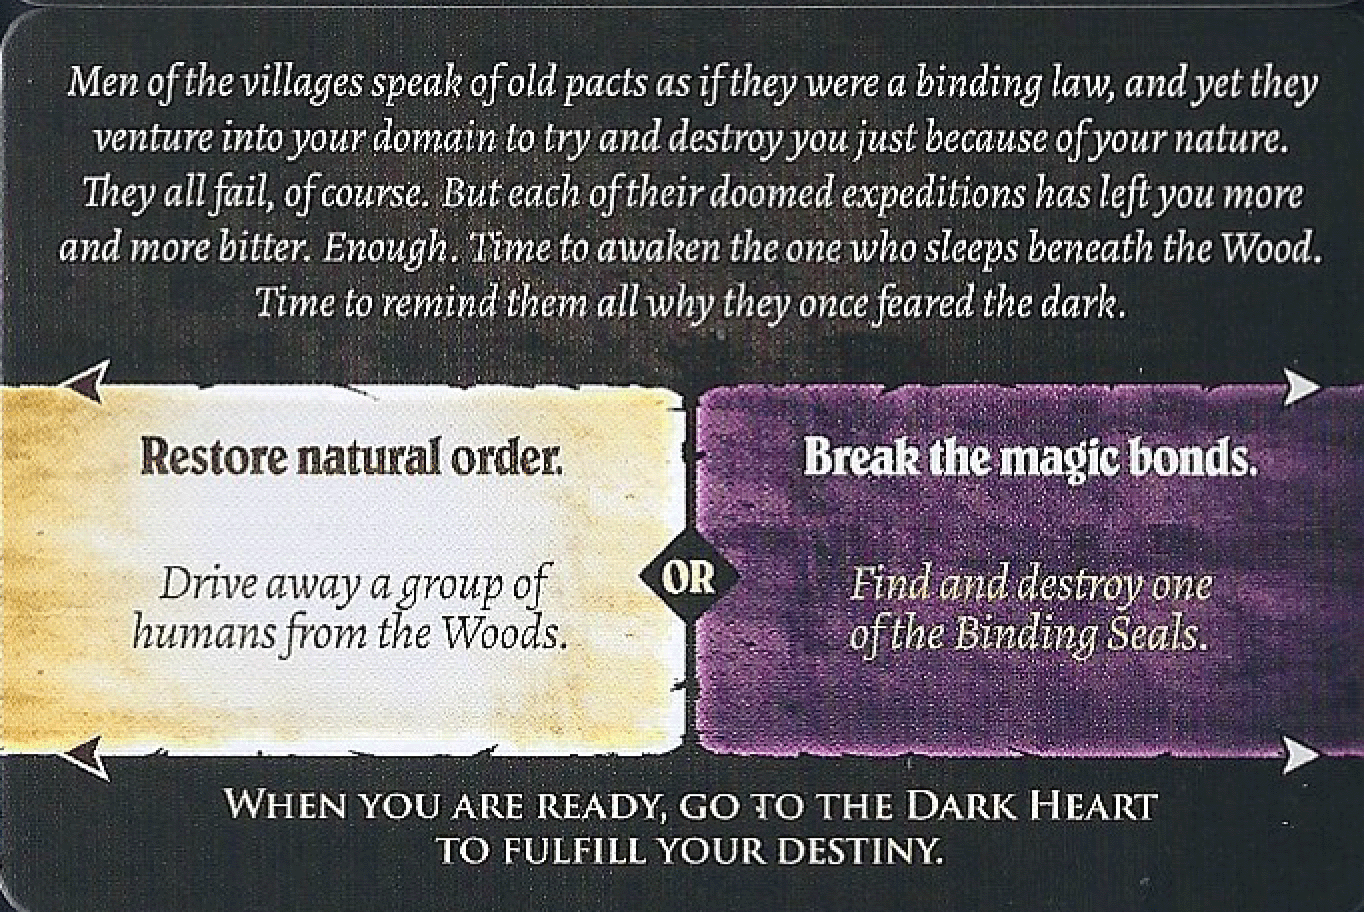 Men of the villages speak of old pacts as if they were a binding law, and yet they
venture into your domain to try and destroy you just because of your nature.
They all fail, of course. But each of their doomed expeditions has left you more
and more bitter. Enough. Time to awaken the one who sleeps beneath the Wood.
Time to remind them all why they once feared the dark.
Restore natural order.
Drive away a group of
humans from the Woods.
OR
Break the magic bonds.
Find and destroy one
of the Binding Seals.
WHEN YOU ARE READY, GO TO THE DARK HEART
TO FULFILL YOUR DESTINY.